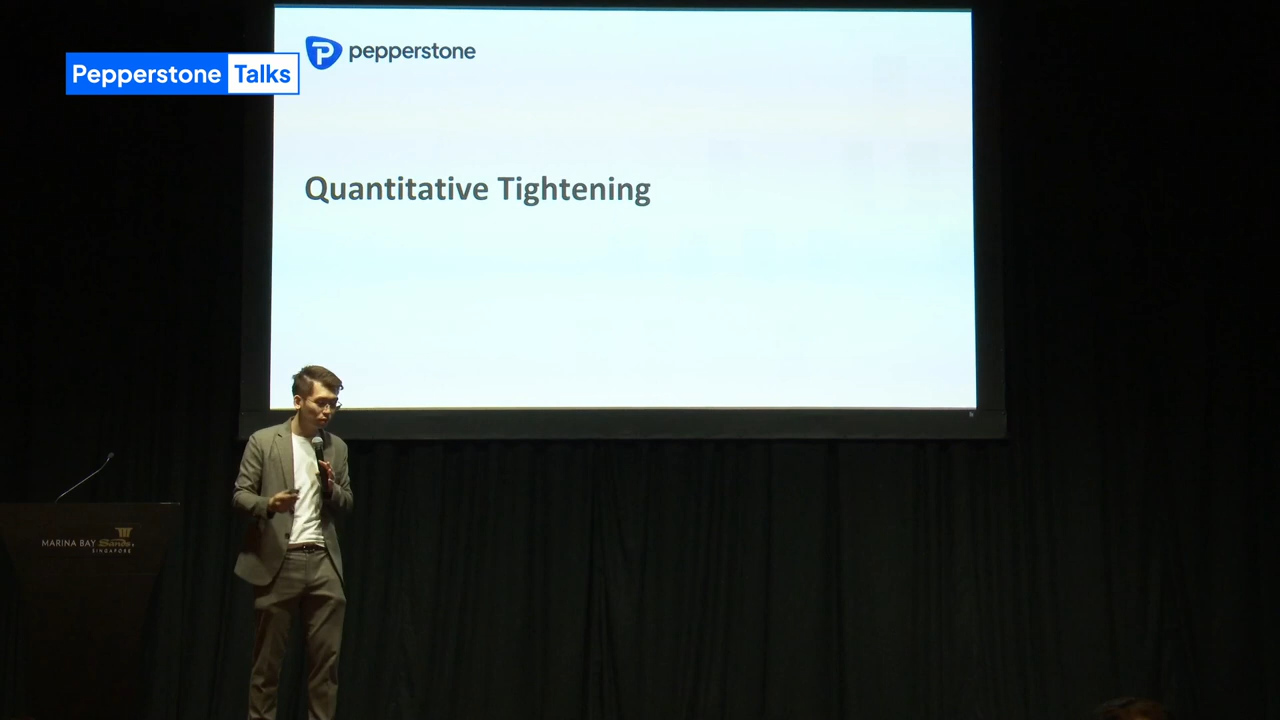 Pepperstone Talks
pepperstone
Quantitative Tightening
MARINA BAY Sands
SINGAPORE